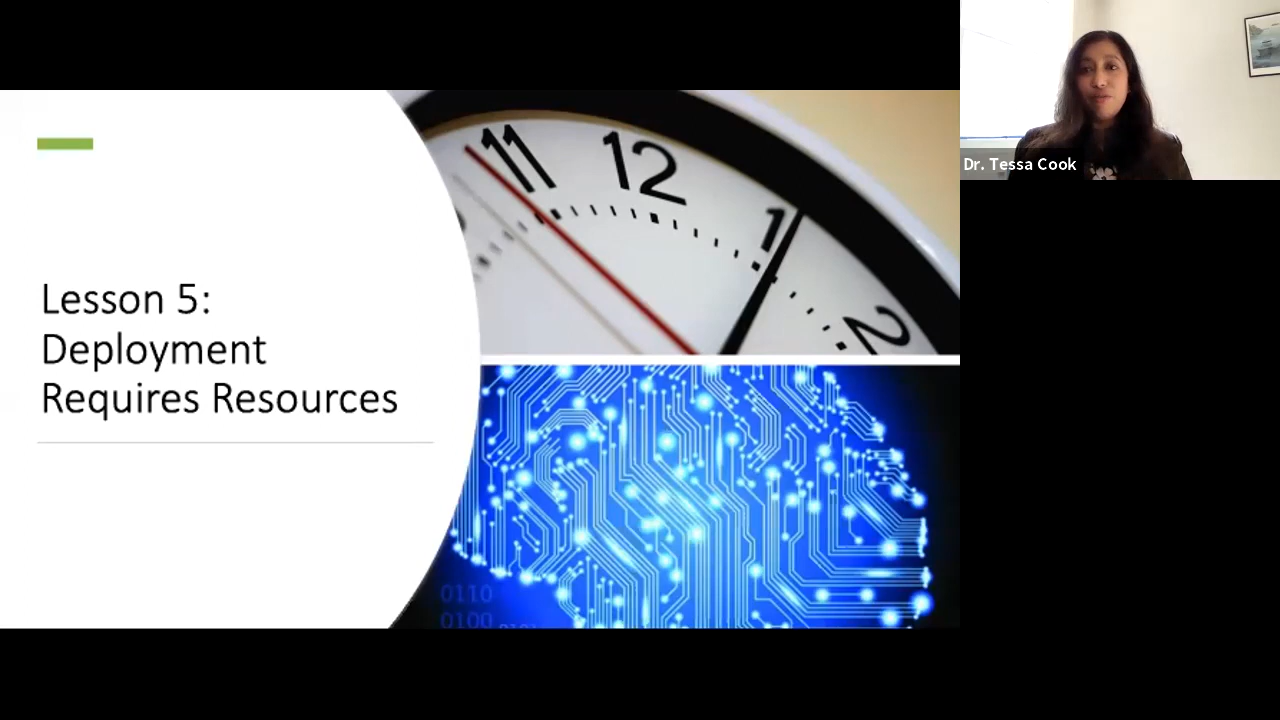 Lesson 5:
Deployment
Requires Resources
11
12
1
2
0110
0100
Dr. Tessa Cook